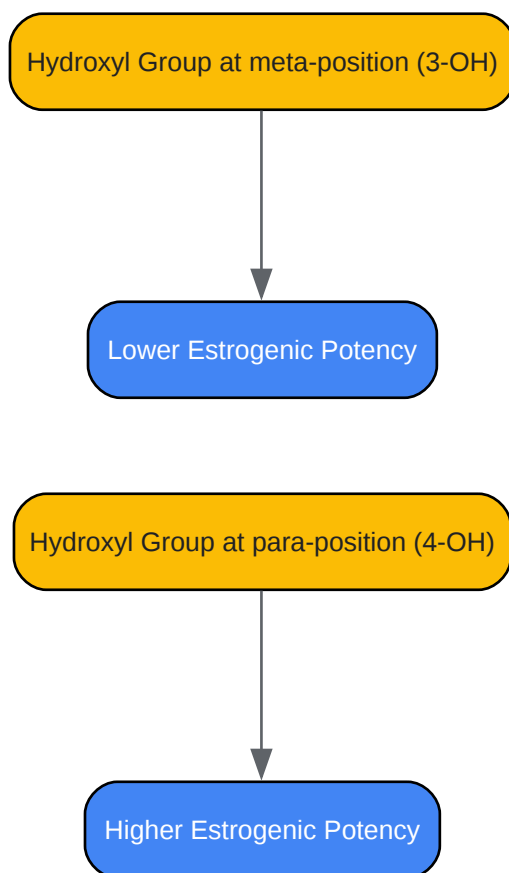 Hydroxyl Group at meta-position (3-OH)
Lower Estrogenic Potency
Hydroxyl Group at para-position (4-OH)
Higher Estrogenic Potency